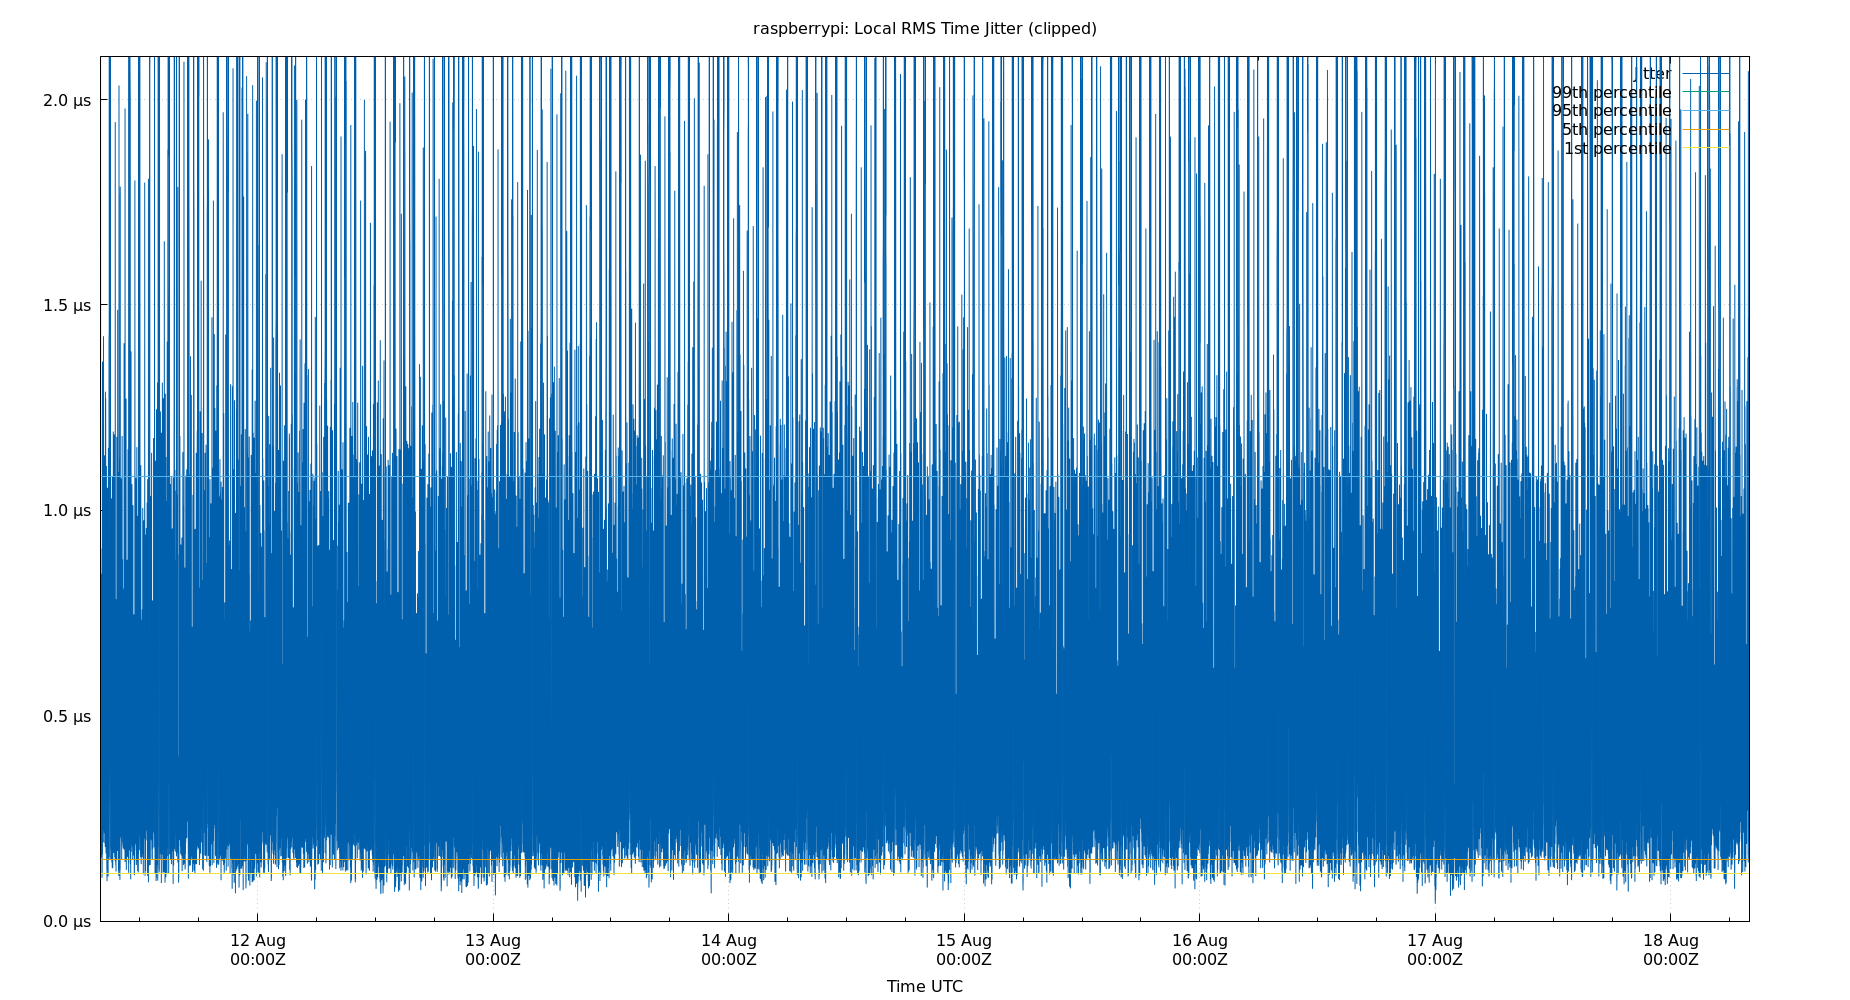 raspberrypi: Local RMS Time Jitter (clipped)
Jitter
99th percentile
95th percentile
5th percentile
1st percentile
2.0 µs
1.5 µs
1.0 µs
0.5 µs
0.0 µs
12 Aug 13 Aug 14 Aug 15 Aug 16 Aug 17 Aug 18 Aug
00:00Z 00:00Z 00:00Z 00:00Z 00:00Z 00:00Z 00:00Z
Time UTC